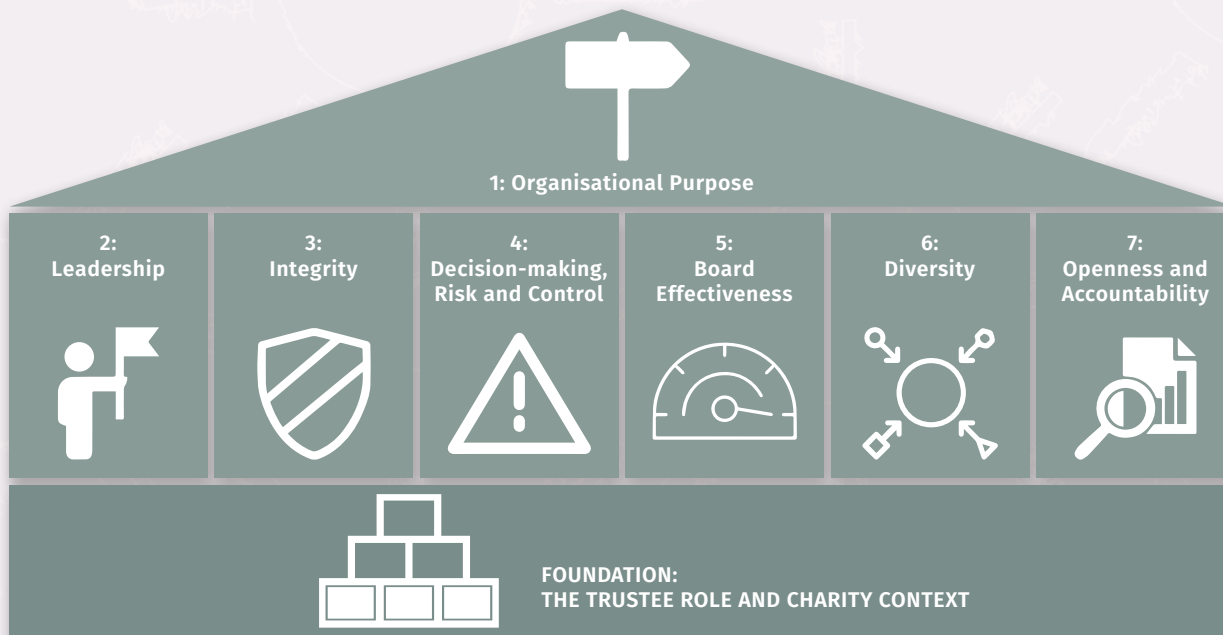 1: Organisational Purpose
2:
Leadership
3:
Integrity
4:
Decision-making,
Risk and Control
5:
Board
Effectiveness
6:
Diversity
7:
Openness and
Accountability
FOUNDATION:
THE TRUSTEE ROLE AND CHARITY CONTEXT